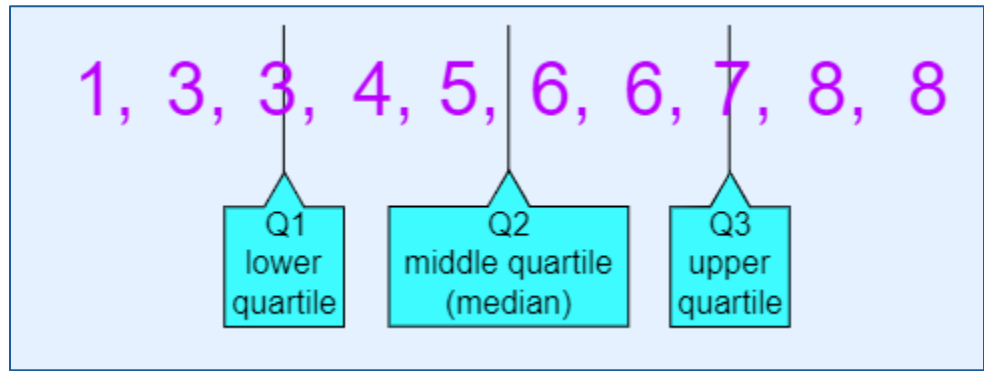 1, 3, 3, 4, 5, 6, 6, 7, 8, 8
Q1
lower
quartile
Q2
middle quartile
(median)
Q3
upper
quartile